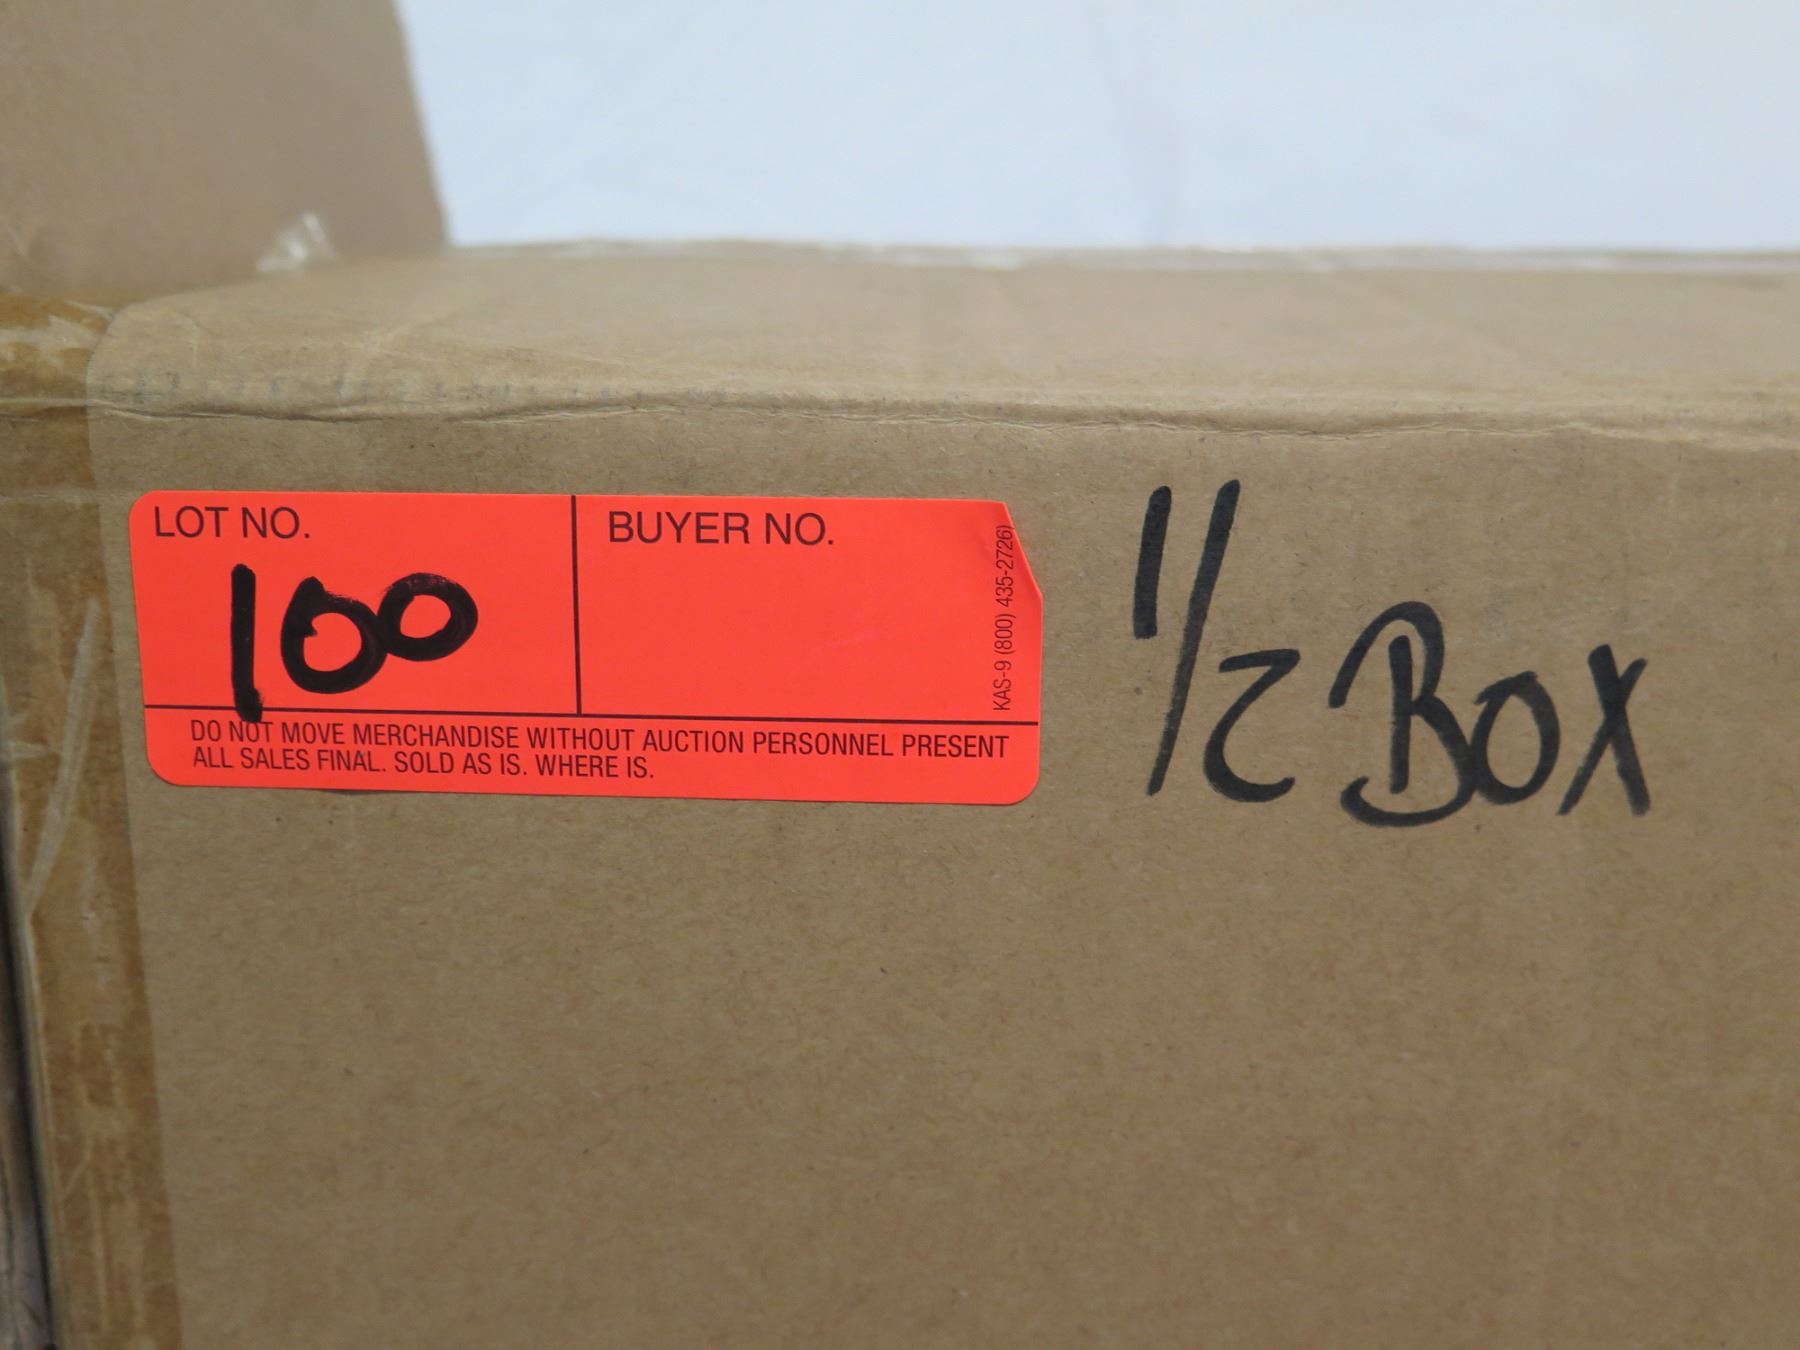 LOT NO.
100
BUYER NO.
KAS-9 (800) 435-2726)
DO NOT MOVE MERCHANDISE WITHOUT AUCTION PERSONNEL PRESENT
ALL SALES FINAL. SOLD AS IS. WHERE IS.
1/2 BOX